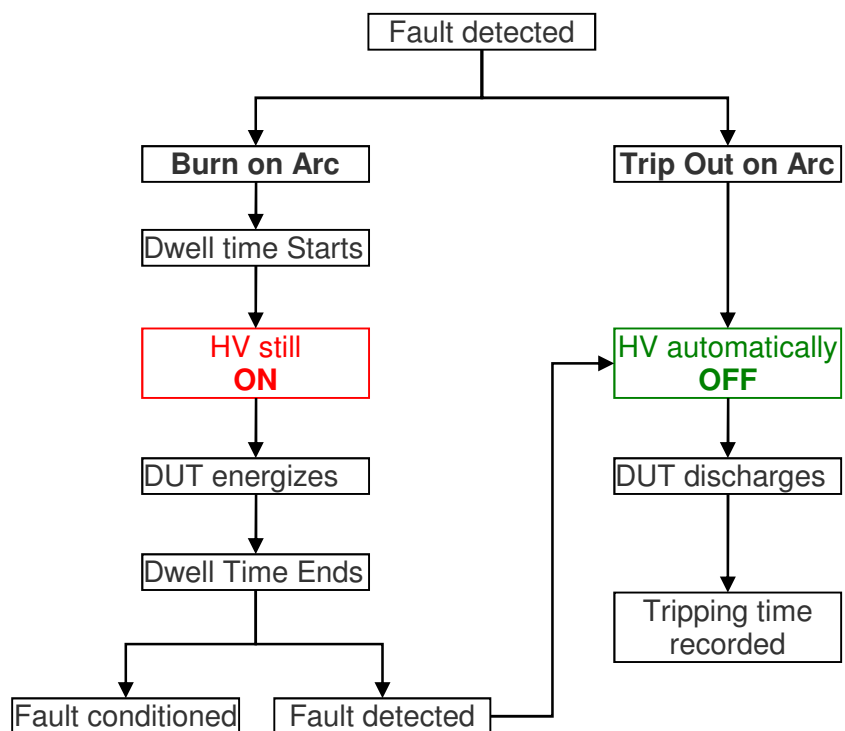 Fault detected
Burn on Arc
Trip Out on Arc
Dwell time Starts
HV still
ON
HV automatically
OFF
DUT energizes
DUT discharges
Dwell Time Ends
Tripping time
recorded
Fault conditioned
Fault detected